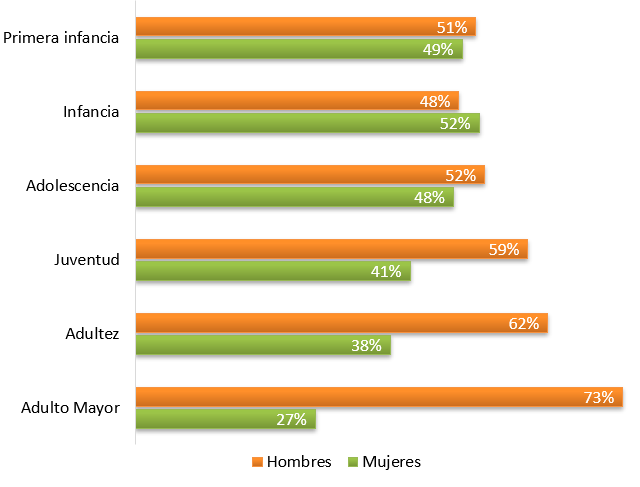 Primera infancia
51%
49%
Infancia
48%
52%
Adolescencia
52%
48%
Juventud
59%
41%
Adultez
62%
38%
Adulto Mayor
73%
27%
Hombres Mujeres